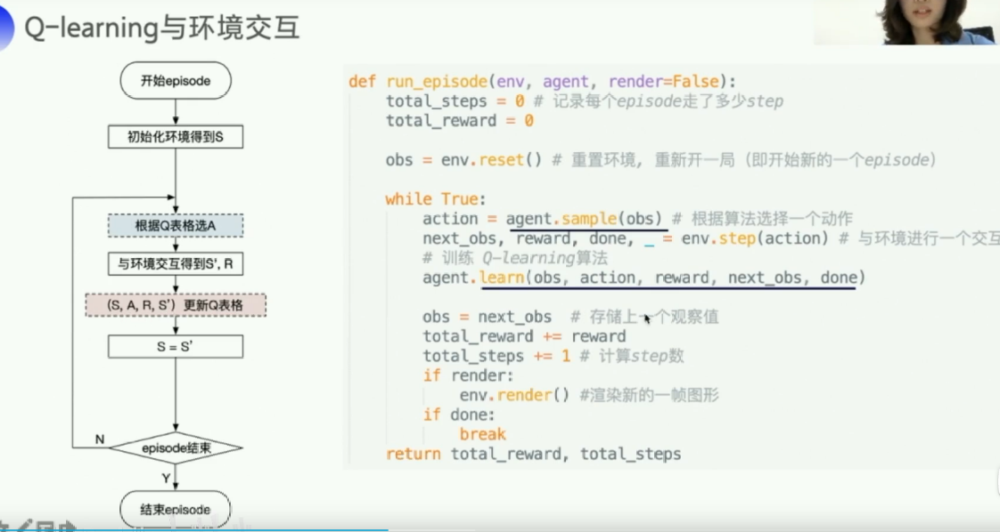 Q-learning与环境交互
开始episode
初始化环境得到S
根据Q表格选A
与环境交互得到S', R
(S, A, R, S') 更新Q表格
S = S'
N
episode结束
Y
结束episode
def run_episode(env, agent, render=False):
total_steps = 0 # 记录每个episode走了多少step
total_reward = 0
obs = env.reset() # 重置环境, 重新开一局（即开始新的一个episode）
while True:
action = agent.sample(obs) # 根据算法选择一个动作
next_obs, reward, done, _ = env.step(action) # 与环境进行一个交互
# 训练 Q-learning算法
agent.learn(obs, action, reward, next_obs, done)
obs = next_obs # 存储上一个观察值
total_reward += reward
total_steps += 1 # 计算step数
if render:
env.render() #渲染新的一帧图形
if done:
break
return total_reward, total_steps